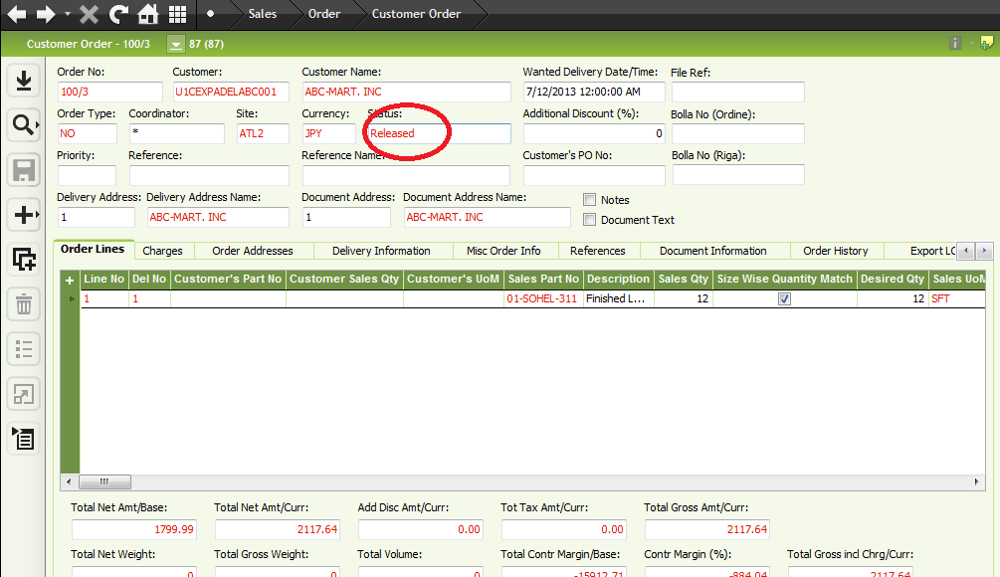 Sales Order Customer Order
Customer Order - 100/3 87 (87)
Order No: Customer: Customer Name: Wanted Delivery Date/Time: File Ref:
100/3 U1CEXPADELABC001 ABC-MART. INC 7/12/2013 12:00:00 AM
Order Type: Coordinator: Site: Currency: Status: Additional Discount (%): Bolla No (Ordine):
NO * ATL2 JPY Released 0
Priority: Reference: Reference Name: Customer's PO No: Bolla No (Riga):
Delivery Address: Delivery Address Name: Document Address: Document Address Name: Notes
1 ABC-MART. INC 1 ABC-MART. INC Document Text
Order Lines Charges Order Addresses Delivery Information Misc Order Info References Document Information Order History Export LC
Line No Del No Customer's Part No Customer Sales Qty Customer's UoM Sales Part No Description Sales Qty Size Wise Quantity Match Desired Qty Sales UoM
1 1 01-SOHEL-311 Finished L... 12 12 SFT
Total Net Amt/Base: Total Net Amt/Curr: Add Disc Amt/Curr: Tot Tax Amt/Curr: Total Gross Amt/Curr:
1799.99 2117.64 0.00 0.00 2117.64
Total Net Weight: Total Gross Weight: Total Volume: Total Contr Margin/Base: Contr Margin (%): Total Gross incl Chrg/Curr:
0 0 0 -15912.71 -884.04 2117.64